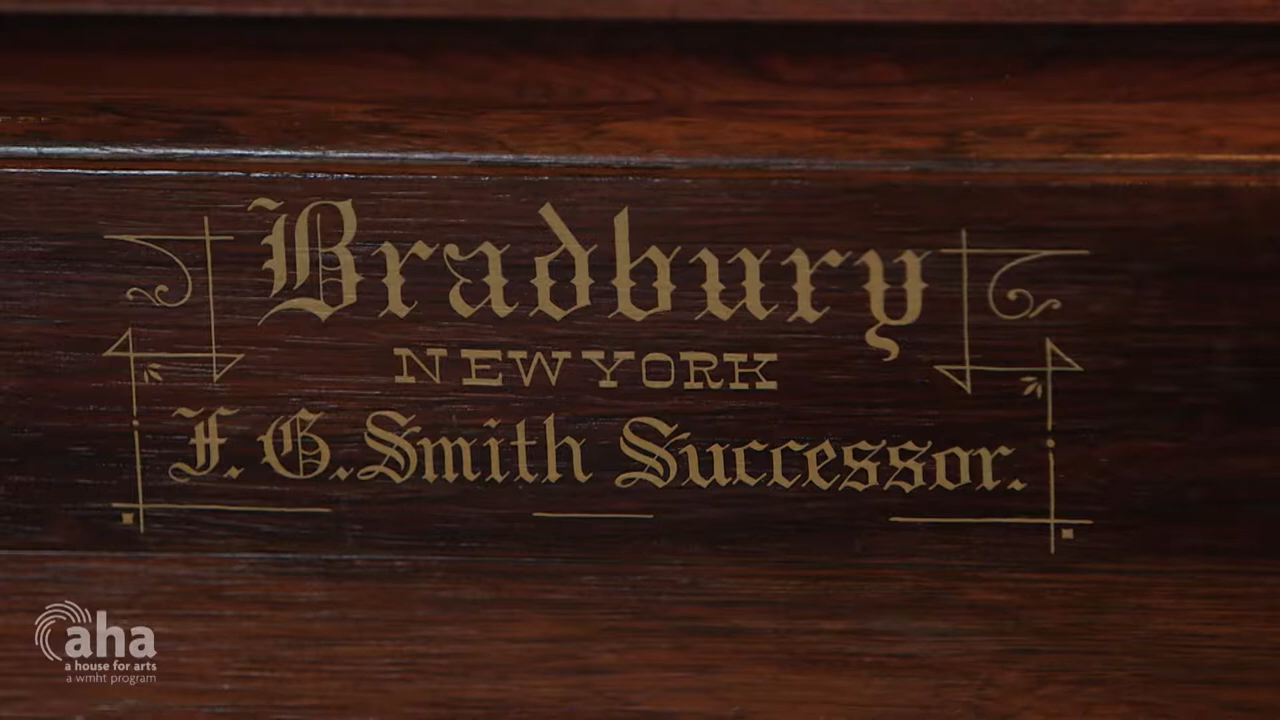 Bradbury
NEW YORK
F. G. Smith Successor.
aha
a house for arts
a wmht program